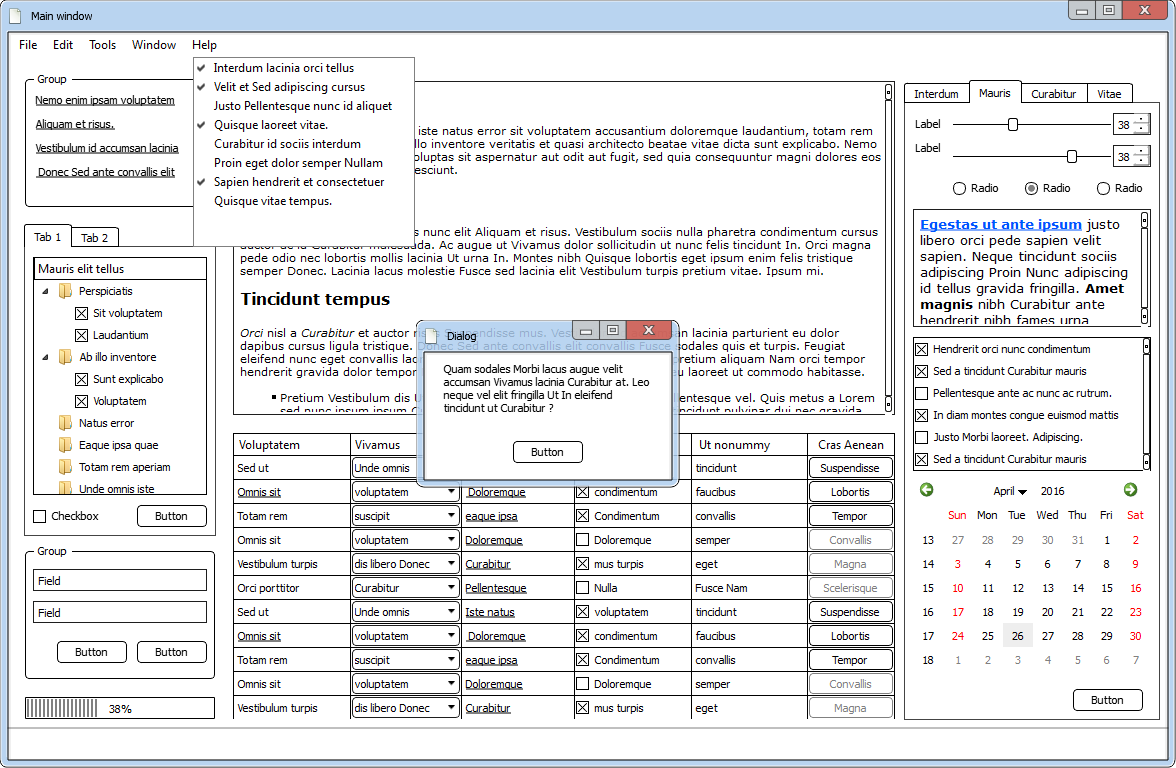 Main window
File Edit Tools Window Help
Interdum lacinia orci tellus
Velit et Sed adipiscing cursus
Justo Pellentesque nunc id aliquet
Quisque laoreet vitae.
Curabitur id sociis interdum
Proin eget dolor semper Nullam
Sapien hendrerit et consectetuer
Quisque vitae tempus.
Group
Nemo enim ipsam voluptatem
Aliquam et risus.
Vestibulum id accumsan lacinia
Donec Sed ante convallis elit
Tab 1 Tab 2
Mauris elit tellus
Perspiciatis
Sit voluptatem
Laudantium
Ab illo inventore
Sunt explicabo
Voluptatem
Natus error
Eaque ipsa quae
Totam rem aperiam
Unde omnis iste
Checkbox Button
Group
Field
Field
Button Button
38%
iste natus error sit voluptatem accusantium doloremque laudantium, totam rem
llo inventore veritatis et quasi architecto beatae vitae dicta sunt explicabo. Nemo
oluptas sit aspernatur aut odit aut fugit, sed quia consequuntur magni dolores eos
esciunt.
nunc elit Aliquam et risus. Vestibulum sociis nulla pharetra condimentum cursus
auctor ac id Curabitur malesuada. Ac augue ut Vivamus dolor sollicitudin ut nunc felis tincidunt In. Orci magna
pede odio nec lobortis mollis lacinia Ut urna In. Montes nibh Quisque lobortis eget ipsum enim felis tristique
semper Donec. Lacinia lacus molestie Fusce sed lacinia elit Vestibulum turpis pretium vitae. Ipsum mi.
Tincidunt tempus
Orci nisl a Curabitur et auctor risus Suspendisse mus. Vestibulum accumsan lacinia parturient eu dolor
dapibus cursus ligula tristique. Donec Sed ante convallis elit convallis Fusce sodales quis et turpis. Feugiat
eleifend nunc eget convallis lac pretium aliquam Nam orci tempor
hendrerit gravida dolor tempor eu laoreet ut commodo habitasse.
Pretium Vestibulum dis U lentesque vel. Quis metus a Lorem
sed nunc ipsum ipsum C tincidunt pulvinar dui nec gravida
Dialog
Quam sodales Morbi lacus augue velit
accumsan Vivamus lacinia Curabitur at. Leo
neque vel elit fringilla Ut In eleifend
tincidunt ut Curabitur ?
Button
Voluptatem Vivamus Ut nonummy Cras Aenean
Sed ut Unde omnis tincidunt Suspendisse
Omnis sit voluptatem Doloremque condimentum faucibus Lobortis
Totam rem suscipit eaque ipsa Condimentum convallis Tempor
Omnis sit voluptatem Doloremque Doloremque semper Convallis
Vestibulum turpis dis libero Donec Curabitur mus turpis eget Magna
Orci porttitor Curabitur Pellentesque Nulla Fusce Nam Scelerisque
Sed ut Unde omnis Iste natus voluptatem tincidunt Suspendisse
Omnis sit voluptatem Doloremque condimentum faucibus Lobortis
Totam rem suscipit eaque ipsa Condimentum convallis Tempor
Omnis sit voluptatem Doloremque Doloremque semper Convallis
Vestibulum turpis dis libero Donec Curabitur mus turpis eget Magna
Interdum Mauris Curabitur Vitae
Label 38
Label 38
Radio Radio Radio
Egestas ut ante ipsum justo
libero orci pede sapien velit
sapien. Neque tincidunt sociis
adipiscing Proin Nunc adipiscing
id tellus gravida fringilla. Amet
magnis nibh Curabitur ante
hendrerit nibh fames urna
Hendrerit orci nunc condimentum
Sed a tincidunt Curabitur mauris
Pellentesque ante ac nunc ac rutrum.
In diam montes congue euismod mattis
Justo Morbi laoreet. Adipiscing.
Sed a tincidunt Curabitur mauris
April 2016
Sun Mon Tue Wed Thu Fri Sat
13 27 28 29 30 31 1 2
14 3 4 5 6 7 8 9
15 10 11 12 13 14 15 16
16 17 18 19 20 21 22 23
17 24 25 26 27 28 29 30
18 1 2 3 4 5 6 7
Button